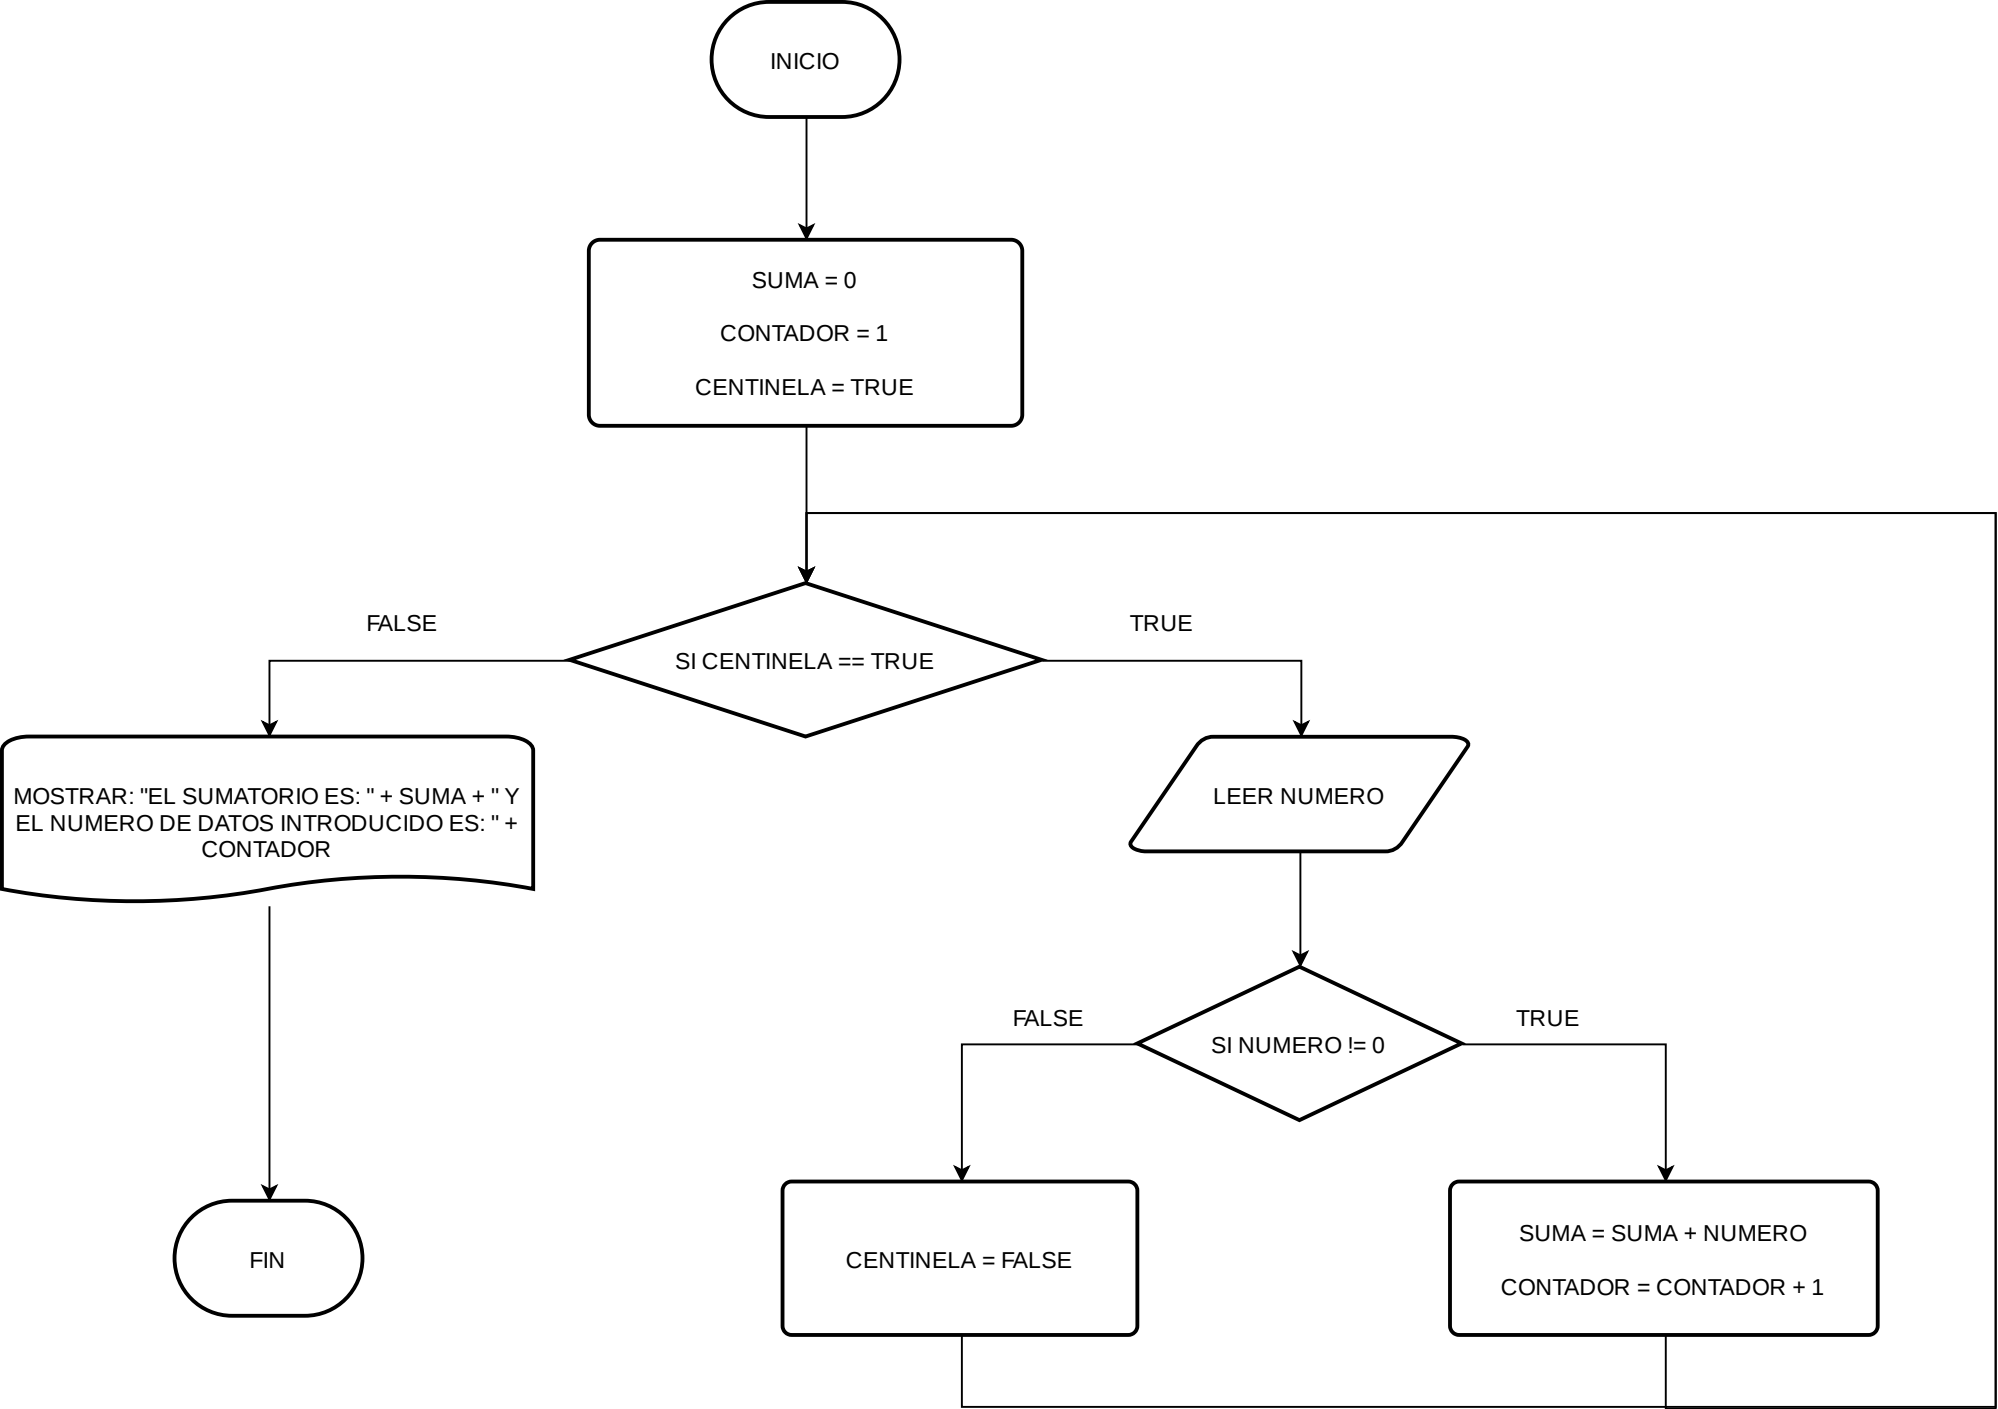 INICIO
SUMA = 0
CONTADOR = 1
CENTINELA = TRUE
FALSE
TRUE
SI CENTINELA == TRUE
MOSTRAR: "EL SUMATORIO ES: " + SUMA + " Y
EL NUMERO DE DATOS INTRODUCIDO ES: " +
CONTADOR
LEER NUMERO
FALSE
TRUE
SI NUMERO != 0
FIN
CENTINELA = FALSE
SUMA = SUMA + NUMERO
CONTADOR = CONTADOR + 1